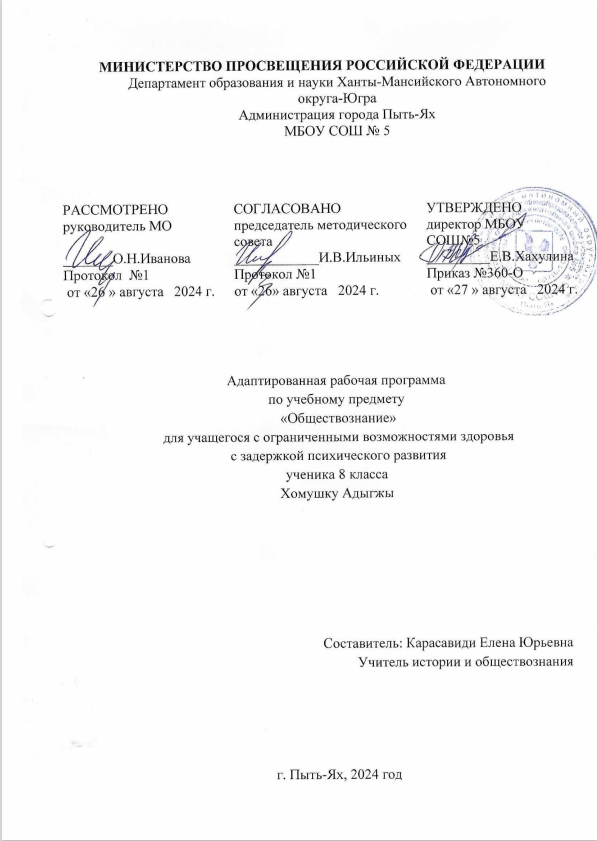 МИНИСТЕРСТВО ПРОСВЕЩЕНИЯ РОССИЙСКОЙ ФЕДЕРАЦИИ
Департамент образования и науки Ханты-Мансийского Автономного
округа-Югра
Администрация города Пыть-Ях
МБОУ СОШ № 5
РАССМОТРЕНО
руководитель МО
О.Н.Иванова
Протокол №1
от «26 » августа 2024 г.
СОГЛАСОВАНО
председатель методического
совета
И.В.Ильиных
Протокол №1
от «26» августа 2024 г.
УТВЕРЖДЕНО
директор МБОУ
СОШ№5
Е.В.Хахулина
Приказ №360-О
от «27 » августа 2024 г.
Адаптированная рабочая программа
по учебному предмету
«Обществознание»
для учащегося с ограниченными возможностями здоровья
с задержкой психического развития
ученика 8 класса
Хомушку Адыгжы
Составитель: Карасавиди Елена Юрьевна
Учитель истории и обществознания
г. Пыть-Ях, 2024 год